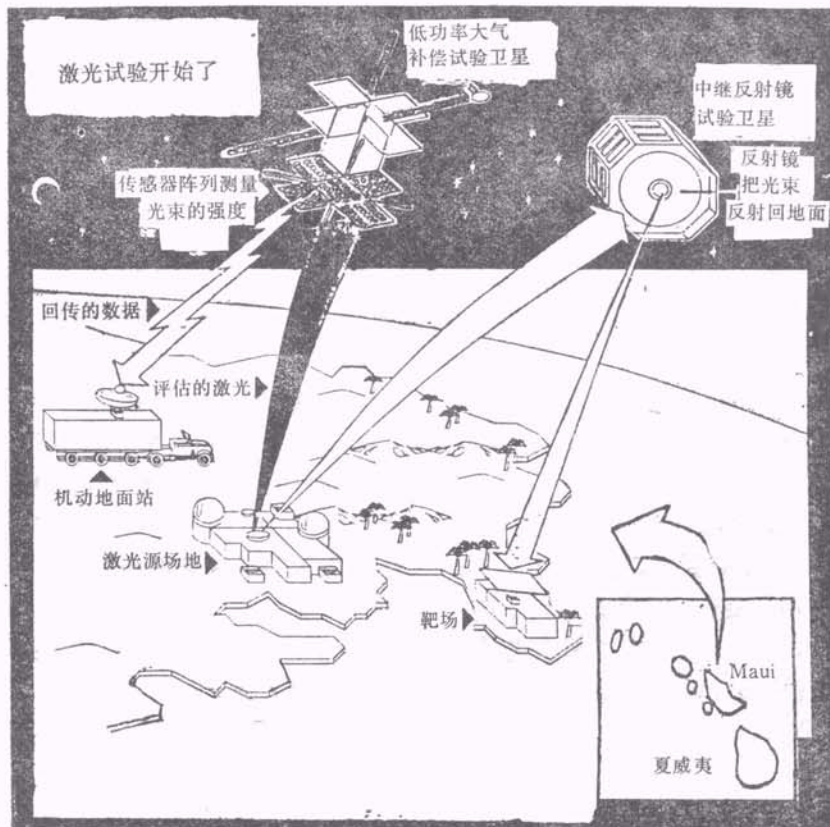 激光试验开始了
低功率大气
补偿试验卫星
中继反射镜
试验卫星
反射镜
把光束
反射回地面
传感器阵列测量
光束的强度
回传的数据
评估的激光
机动地面站
激光源场地
靶场
Maui
夏威夷